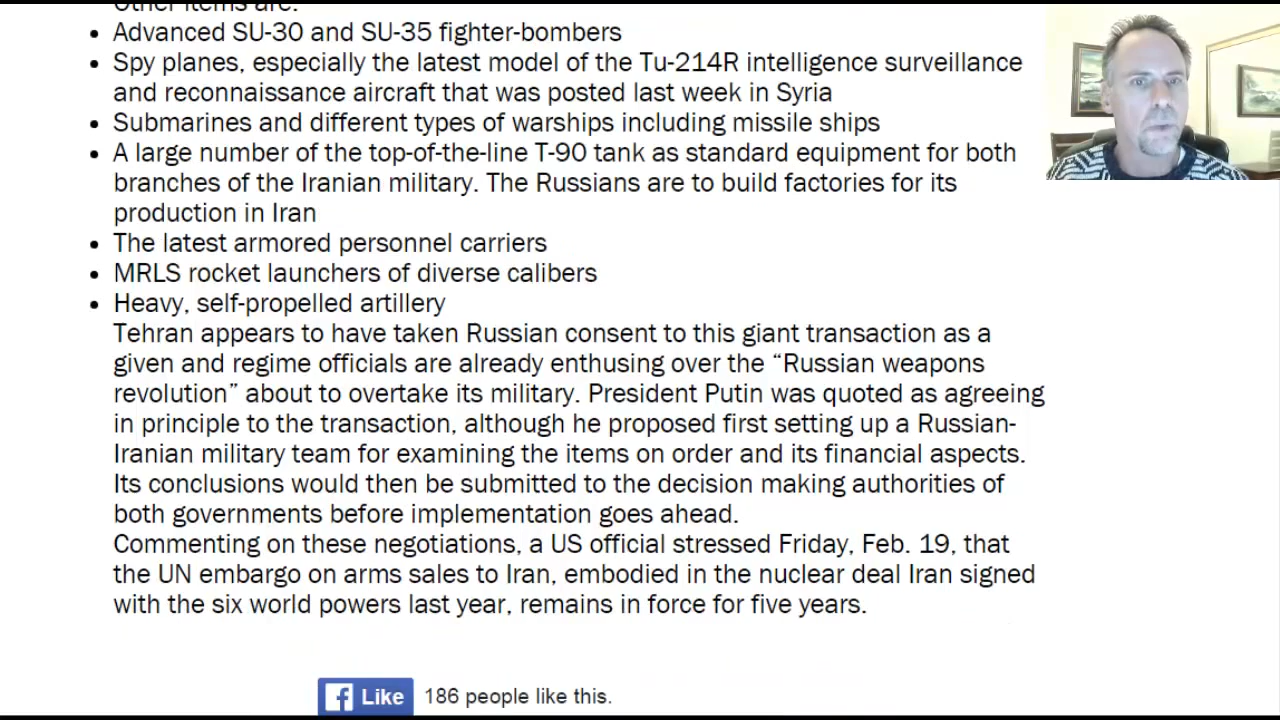 Other items are:
Advanced SU-30 and SU-35 fighter-bombers
Spy planes, especially the latest model of the Tu-214R intelligence surveillance
and reconnaissance aircraft that was posted last week in Syria
Submarines and different types of warships including missile ships
A large number of the top-of-the-line T-90 tank as standard equipment for both
branches of the Iranian military. The Russians are to build factories for its
production in Iran
The latest armored personnel carriers
MRLS rocket launchers of diverse calibers
Heavy, self-propelled artillery
Tehran appears to have taken Russian consent to this giant transaction as a
given and regime officials are already enthusing over the “Russian weapons
revolution” about to overtake its military. President Putin was quoted as agreeing
in principle to the transaction, although he proposed first setting up a Russian-
Iranian military team for examining the items on order and its financial aspects.
Its conclusions would then be submitted to the decision making authorities of
both governments before implementation goes ahead.
Commenting on these negotiations, a US official stressed Friday, Feb. 19, that
the UN embargo on arms sales to Iran, embodied in the nuclear deal Iran signed
with the six world powers last year, remains in force for five years.
f Like 186 people like this.